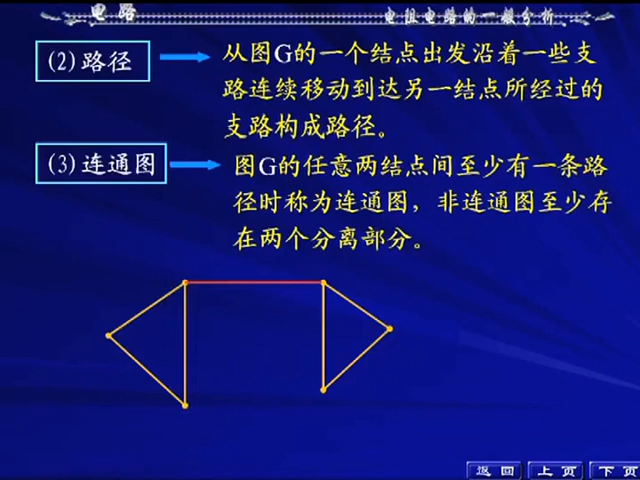 电路
电阻电路的一般分析
(2)路径
从图G的一个结点出发沿着一些支
路连续移动到达另一结点所经过的
支路构成路径。
(3)连通图
图G的任意两结点间至少有一条路
径时称为连通图，非连通图至少存
在两个分离部分。
返回 上页 下页